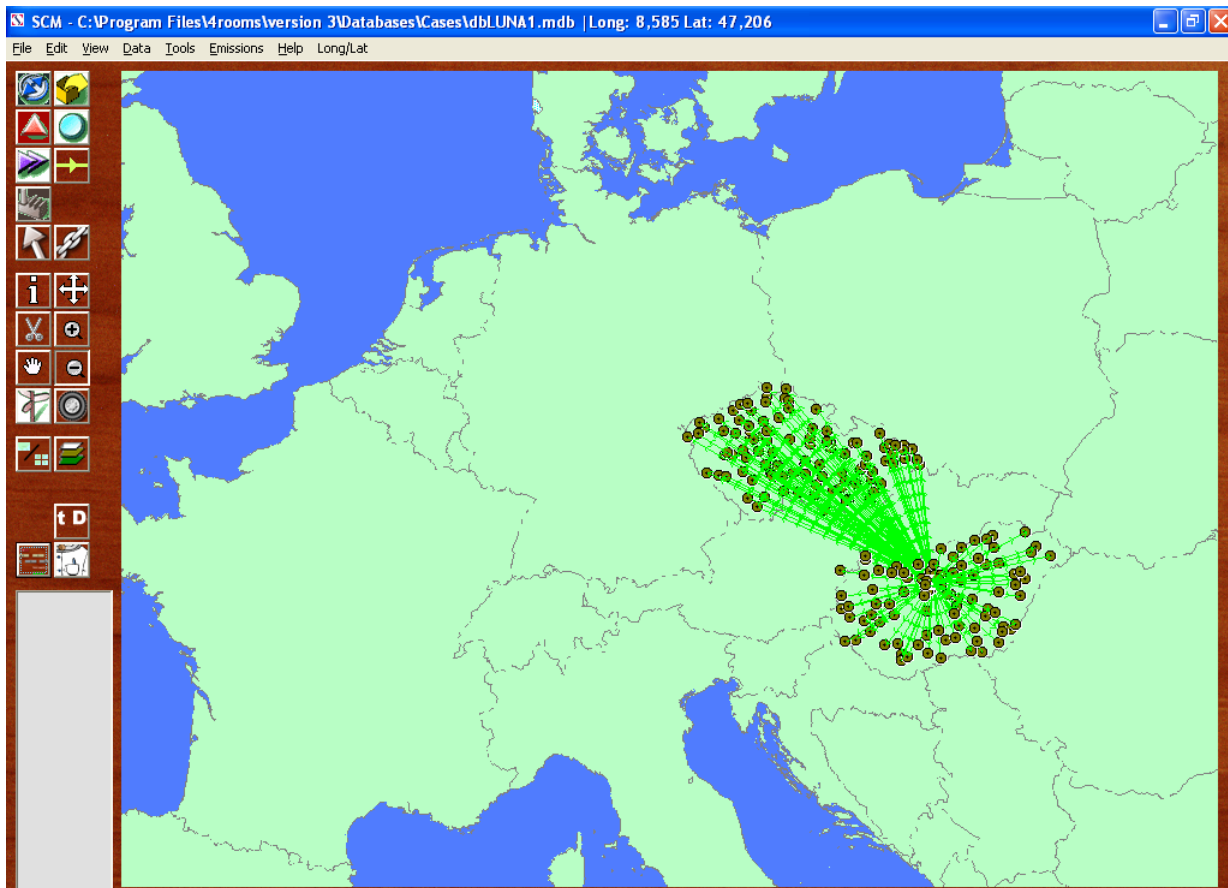 SCM - C:\Program Files\4rooms\version 3\Databases\Cases\dbLUNA1.mdb |Long: 8,585 Lat: 47,206
File Edit View Data Tools Emissions Help Long/Lat
i
t D